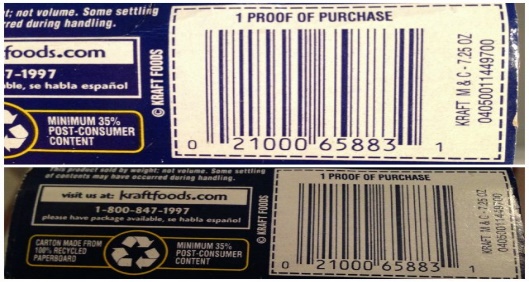 t; not volume. Some settling
rred during handling.
foods.com
7-1997
ble, se habla español
MINIMUM 35%
POST-CONSUMER
CONTENT
© KRAFT FOODS
1 PROOF OF PURCHASE
0 21000 65883 1
KRAFT M & C - 7.25 OZ
04050011449700
This product sold by weight; not volume. Some settling
of contents may have occurred during handling.
visit us at: kraftfoods.com
1-800-847-1997
please have package available, se habla español
CARTON MADE FROM
100% RECYCLED
PAPERBOARD
MINIMUM 35%
POST-CONSUMER
CONTENT
© KRAFT FOODS
1 PROOF OF PURCHASE
0 21000 65883 1
KRAFT M & C - 7.25 OZ
04050011449700